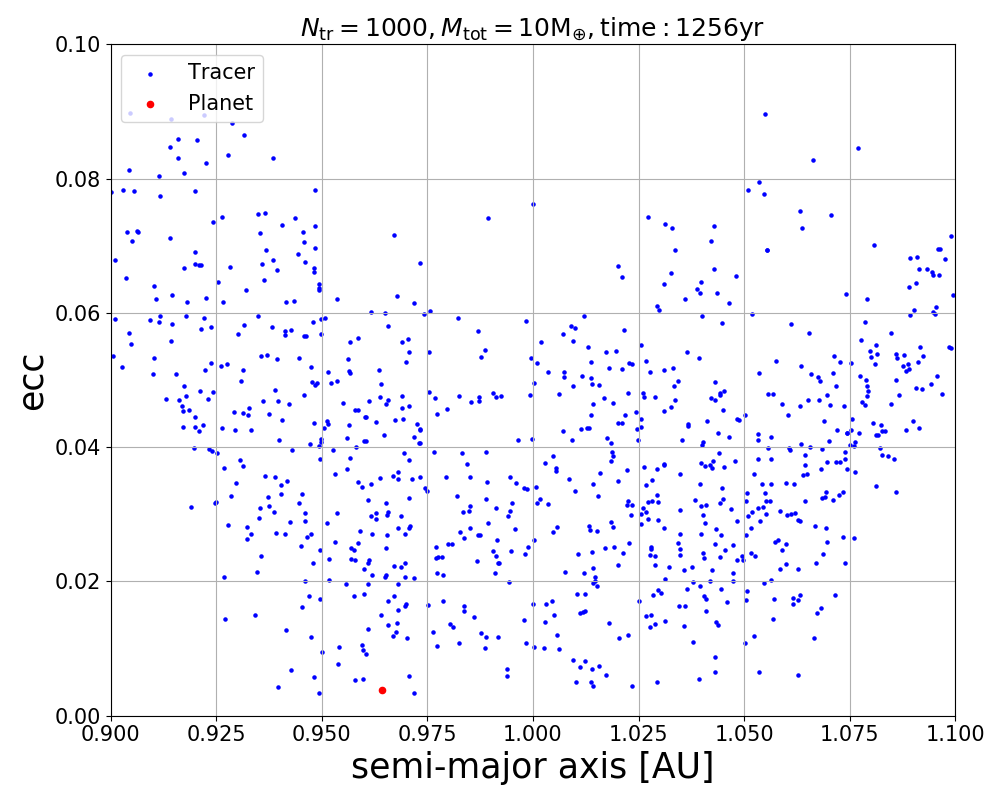 N_tr = 1000, M_tot = 10M_⊕, time : 1256yr
0.10
Tracer
Planet
0.08
0.06
ecc
0.04
0.02
0.00
0.900 0.925 0.950 0.975 1.000 1.025 1.050 1.075 1.100
semi-major axis [AU]